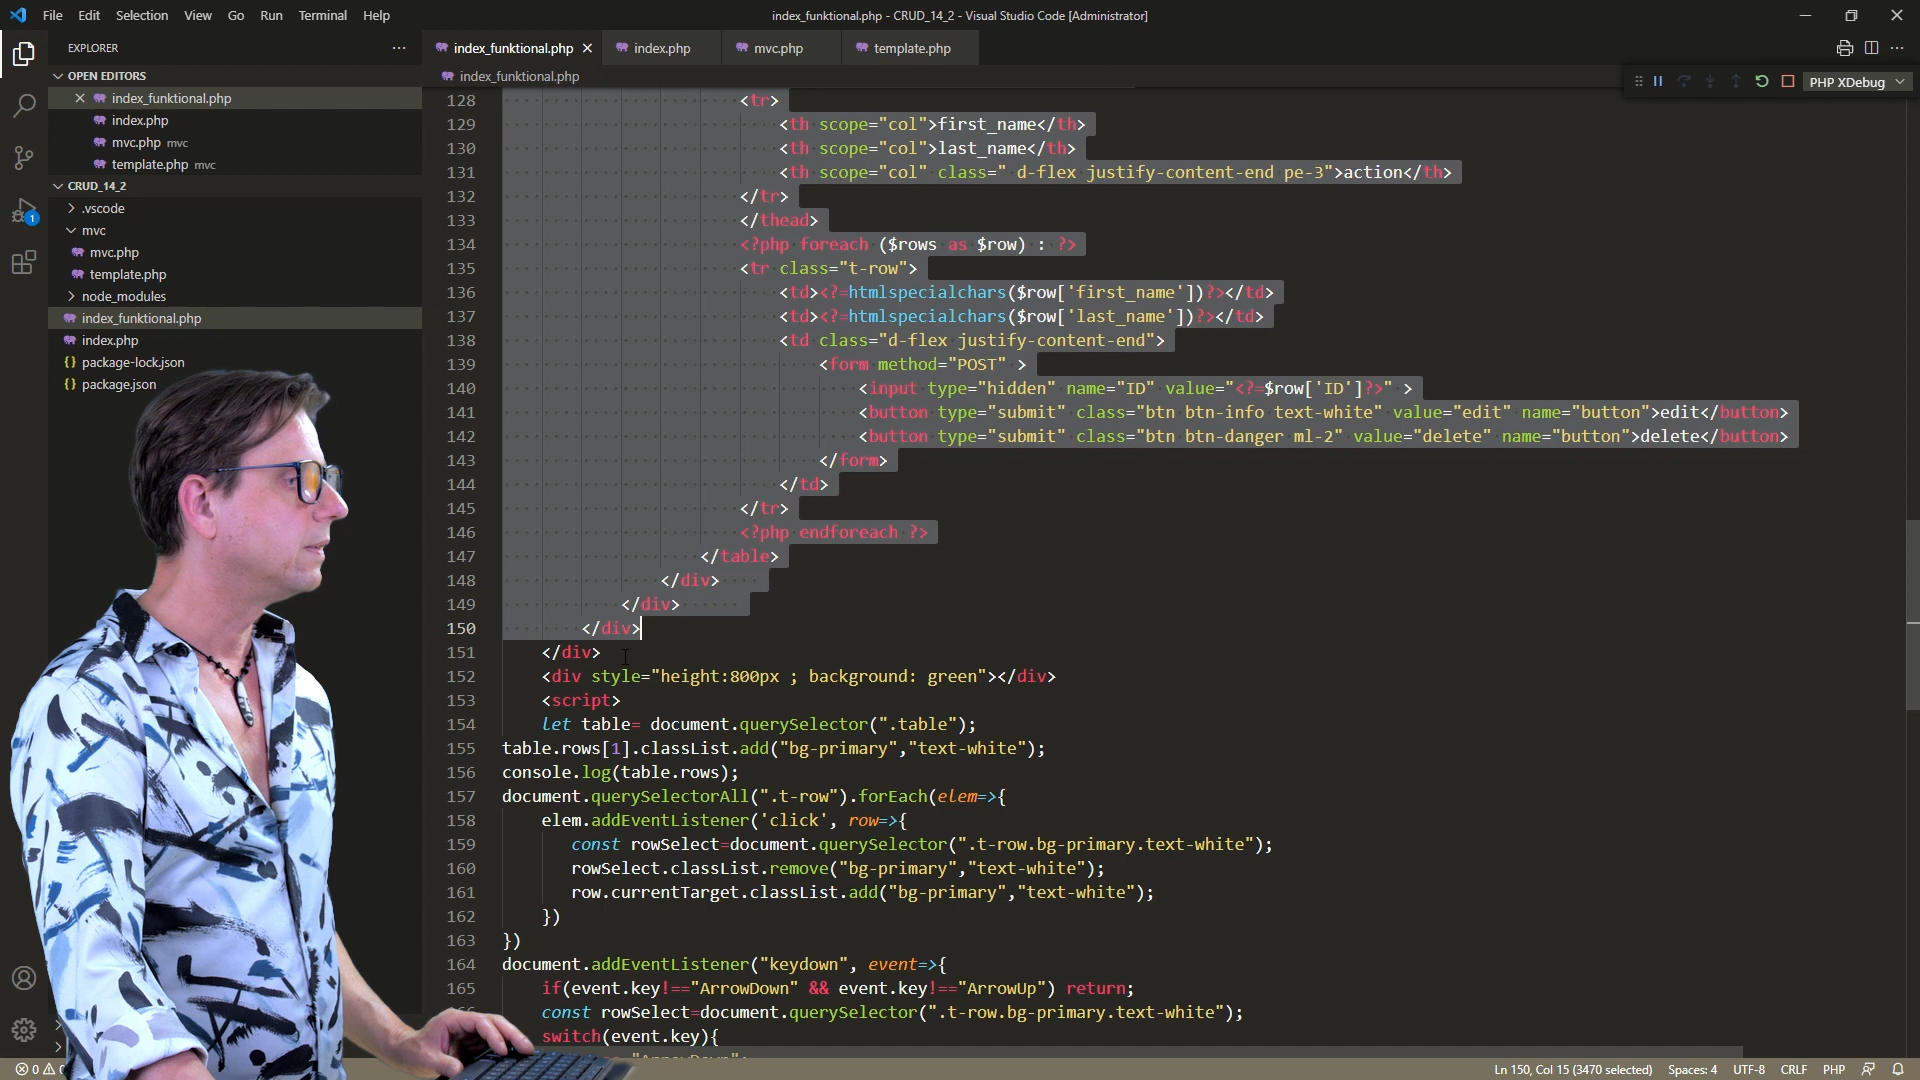 File Edit Selection View Go Run Terminal Help
index_funktional.php - CRUD_14_2 - Visual Studio Code [Administrator]
EXPLORER
OPEN EDITORS
index_funktional.php
index.php
mvc.php mvc
template.php mvc
CRUD_14_2
.vscode
mvc
mvc.php
template.php
node_modules
index_funktional.php
index.php
package-lock.json
package.json
1
index_funktional.php index.php mvc.php template.php
index_funktional.php
PHP XDebug
128 <tr>
129 <th scope="col">first_name</th>
130 <th scope="col">last_name</th>
131 <th scope="col" class=" d-flex justify-content-end pe-3">action</th>
132 </tr>
133 </thead>
134 <?php foreach ($rows as $row) : ?>
135 <tr class="t-row">
136 <td><?=htmlspecialchars($row['first_name'])?></td>
137 <td><?=htmlspecialchars($row['last_name'])?></td>
138 <td class="d-flex justify-content-end">
139 <form method="POST" >
140 <input type="hidden" name="ID" value="<?=$row['ID']?>" >
141 <button type="submit" class="btn btn-info text-white" value="edit" name="button">edit</button>
142 <button type="submit" class="btn btn-danger ml-2" value="delete" name="button">delete</button>
143 </form>
144 </td>
145 </tr>
146 <?php endforeach ?>
147 </table>
148 </div>
149 </div>
150 </div>
151 </div>
152 <div style="height:800px ; background: green"></div>
153 <script>
154 let table= document.querySelector(".table");
155 table.rows[1].classList.add("bg-primary","text-white");
156 console.log(table.rows);
157 document.querySelectorAll(".t-row").forEach(elem=>{
158 elem.addEventListener('click', row=>{
159 const rowSelect=document.querySelector(".t-row.bg-primary.text-white");
160 rowSelect.classList.remove("bg-primary","text-white");
161 row.currentTarget.classList.add("bg-primary","text-white");
162 })
163 })
164 document.addEventListener("keydown", event=>{
165 if(event.key!=="ArrowDown" && event.key!=="ArrowUp") return;
const rowSelect=document.querySelector(".t-row.bg-primary.text-white");
switch(event.key){
0
Ln 150, Col 15 (3470 selected) Spaces: 4 UTF-8 CRLF PHP